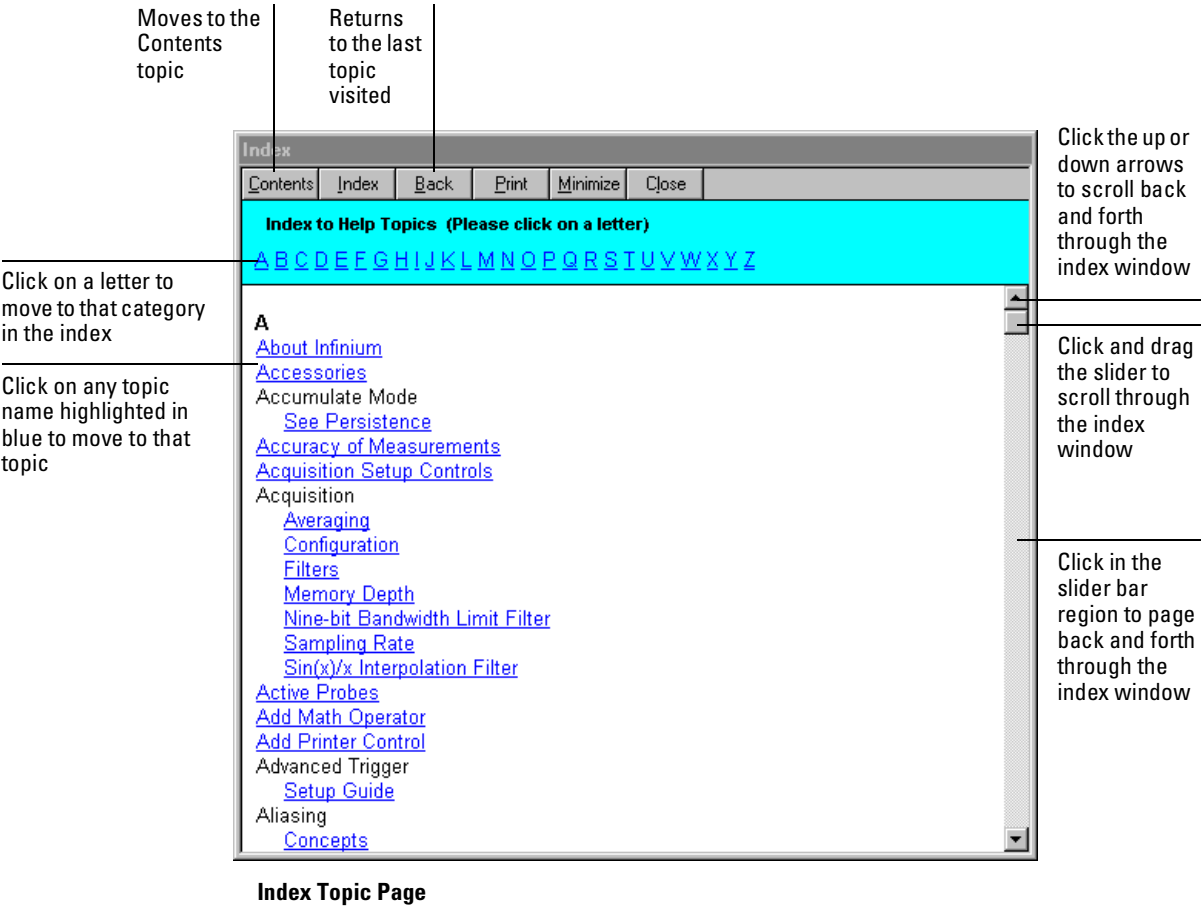 Moves to the
Contents
topic
Returns
to the last
topic
visited
Index
Contents Index Back Print Minimize Close
Index to Help Topics (Please click on a letter)
A B C D E F G H I J K L M N O P Q R S T U V W X Y Z
Click the up or
down arrows
to scroll back
and forth
through the
index window
Click on a letter to
move to that category
in the index
Click on any topic
name highlighted in
blue to move to that
topic
A
About Infinium
Accessories
Accumulate Mode
See Persistence
Accuracy of Measurements
Acquisition Setup Controls
Acquisition
Averaging
Configuration
Filters
Memory Depth
Nine-bit Bandwidth Limit Filter
Sampling Rate
Sin(x)/x Interpolation Filter
Active Probes
Add Math Operator
Add Printer Control
Advanced Trigger
Setup Guide
Aliasing
Concepts
Click and drag
the slider to
scroll through
the index
window
Click in the
slider bar
region to page
back and forth
through the
index window
Index Topic Page